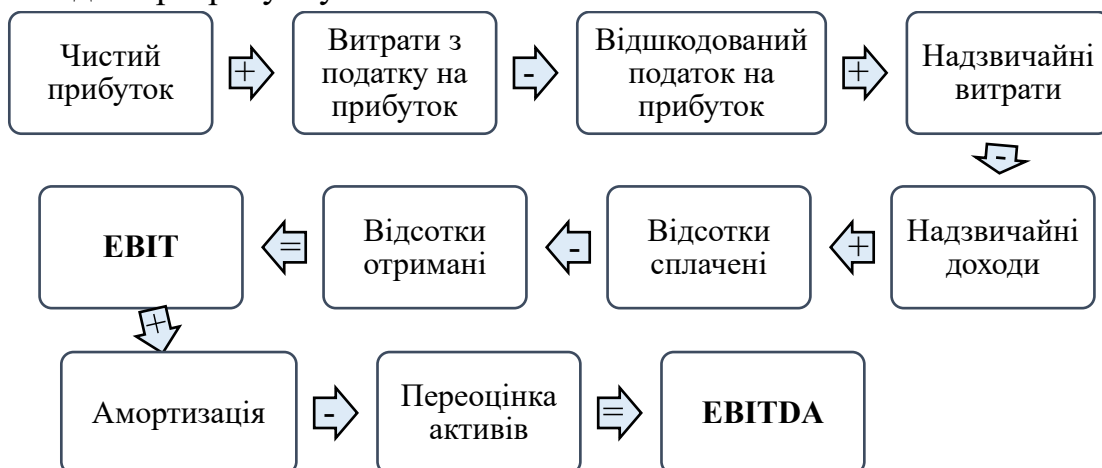 Чистий
прибуток
+
Витрати з
податку на
прибуток
-
Відшкодований
податок на
прибуток
+
Надзвичайні
витрати
-
Надзвичайні
доходи
+
Відсотки
сплачені
-
Відсотки
отримані
=
EBIT
+
Амортизація
-
Переоцінка
активів
=
EBITDA